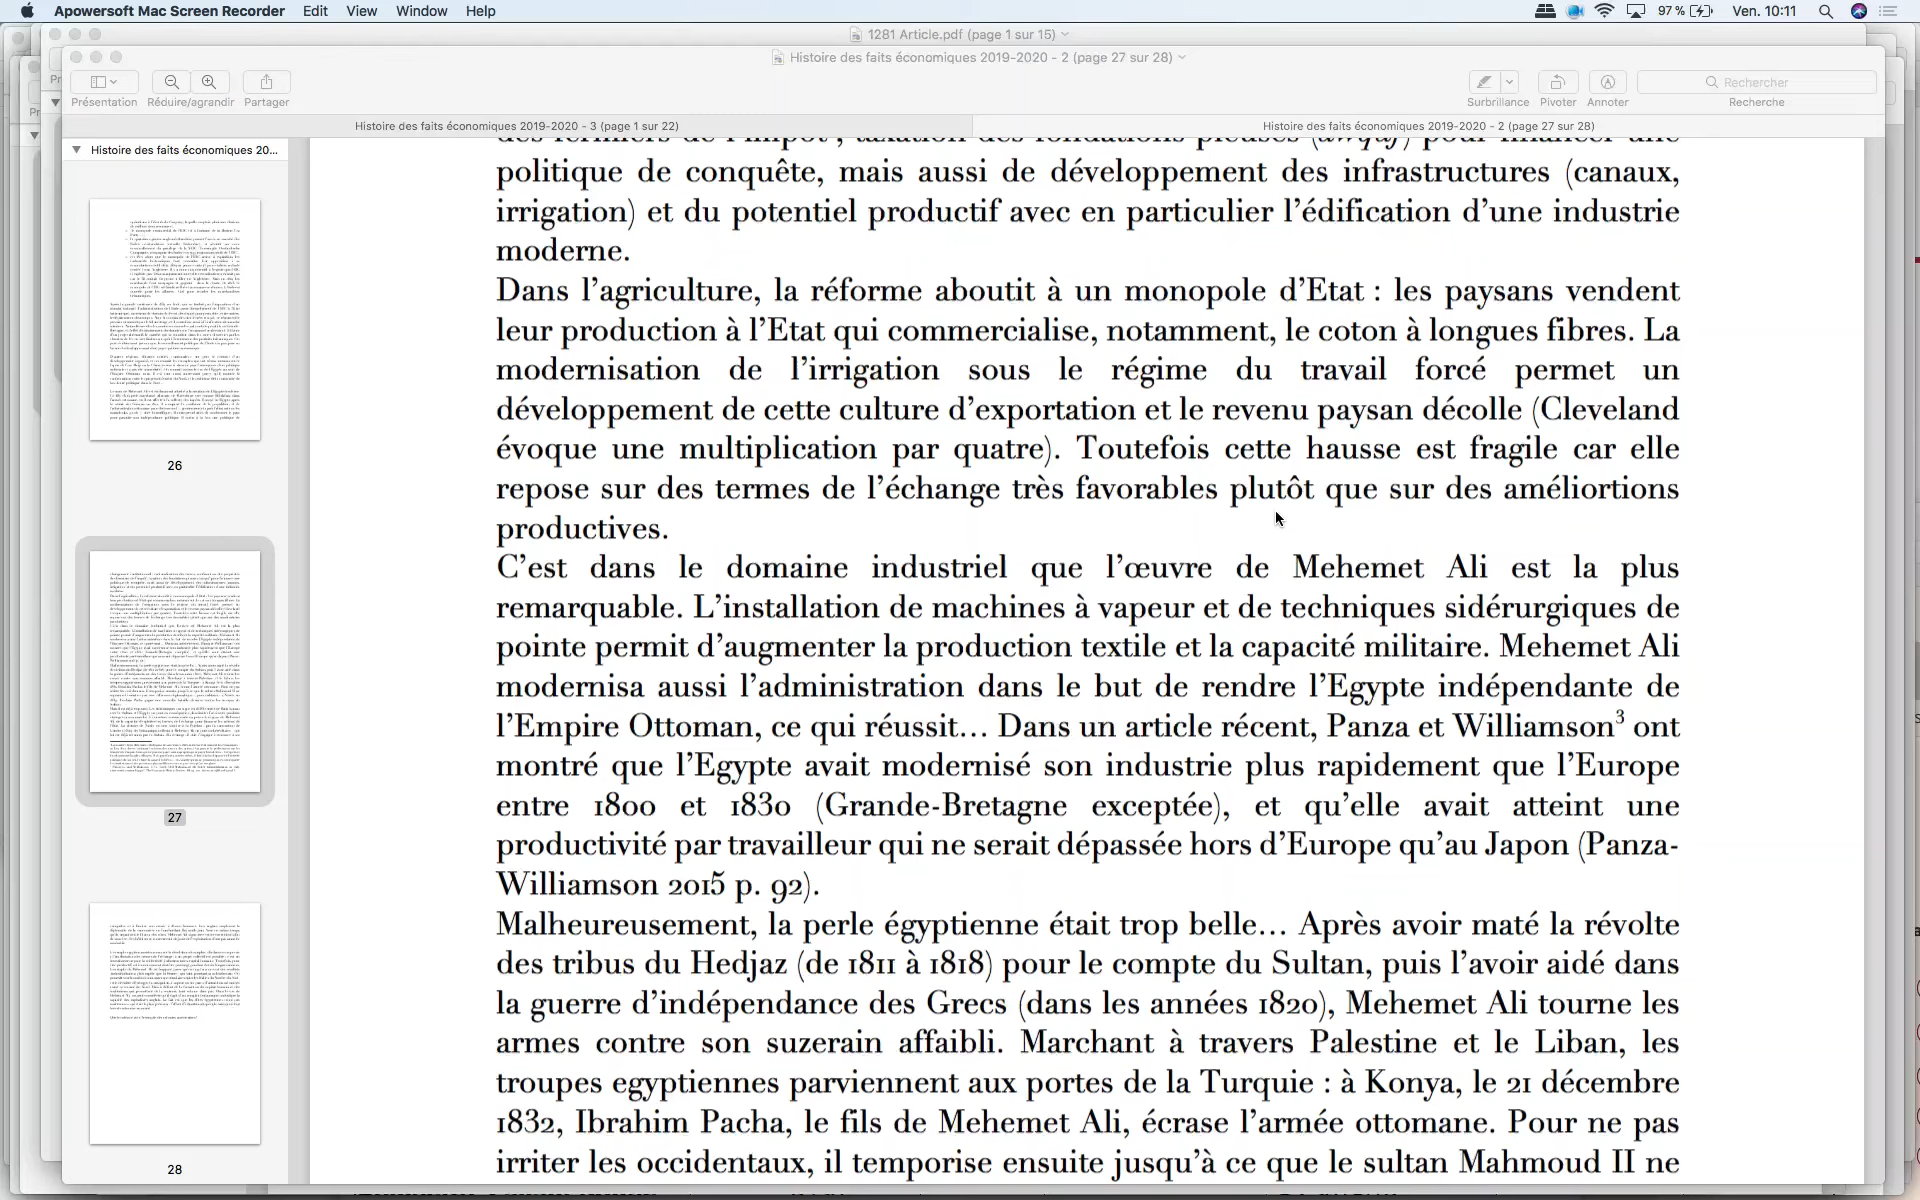 Apowersoft Mac Screen Recorder Edit View Window Help 97 % Ven. 10:11
1281 Article.pdf (page 1 sur 15)
Histoire des faits économiques 2019-2020 - 2 (page 27 sur 28)
Rechercher
Présentation Réduire/agrandir Partager Surbrillance Pivoter Annoter Recherche
Histoire des faits économiques 2019-2020 - 3 (page 1 sur 22) Histoire des faits économiques 2019-2020 - 2 (page 27 sur 28)
Histoire des faits économiques 20...
26
27
28
des fermiers de l'impôt, taxation des fondations pieuses (awqaf) pour financer une
politique de conquête, mais aussi de développement des infrastructures (canaux,
irrigation) et du potentiel productif avec en particulier l'édification d'une industrie
moderne.
Dans l'agriculture, la réforme aboutit à un monopole d'Etat : les paysans vendent
leur production à l'Etat qui commercialise, notamment, le coton à longues fibres. La
modernisation de l'irrigation sous le régime du travail forcé permet un
développement de cette culture d'exportation et le revenu paysan décolle (Cleveland
évoque une multiplication par quatre). Toutefois cette hausse est fragile car elle
repose sur des termes de l'échange très favorables plutôt que sur des améliortions
productives.
C'est dans le domaine industriel que l'œuvre de Mehemet Ali est la plus
remarquable. L'installation de machines à vapeur et de techniques sidérurgiques de
pointe permit d'augmenter la production textile et la capacité militaire. Mehemet Ali
modernisa aussi l'administration dans le but de rendre l'Egypte indépendante de
l'Empire Ottoman, ce qui réussit… Dans un article récent, Panza et Williamson³ ont
montré que l'Egypte avait modernisé son industrie plus rapidement que l'Europe
entre 1800 et 1830 (Grande-Bretagne exceptée), et qu'elle avait atteint une
productivité par travailleur qui ne serait dépassée hors d'Europe qu'au Japon (Panza-
Williamson 2015 p. 92).
Malheureusement, la perle égyptienne était trop belle… Après avoir maté la révolte
des tribus du Hedjaz (de 1811 à 1818) pour le compte du Sultan, puis l'avoir aidé dans
la guerre d'indépendance des Grecs (dans les années 1820), Mehemet Ali tourne les
armes contre son suzerain affaibli. Marchant à travers Palestine et le Liban, les
troupes egyptiennes parviennent aux portes de la Turquie : à Konya, le 21 décembre
1832, Ibrahim Pacha, le fils de Mehemet Ali, écrase l'armée ottomane. Pour ne pas
irriter les occidentaux, il temporise ensuite jusqu'à ce que le sultan Mahmoud II ne